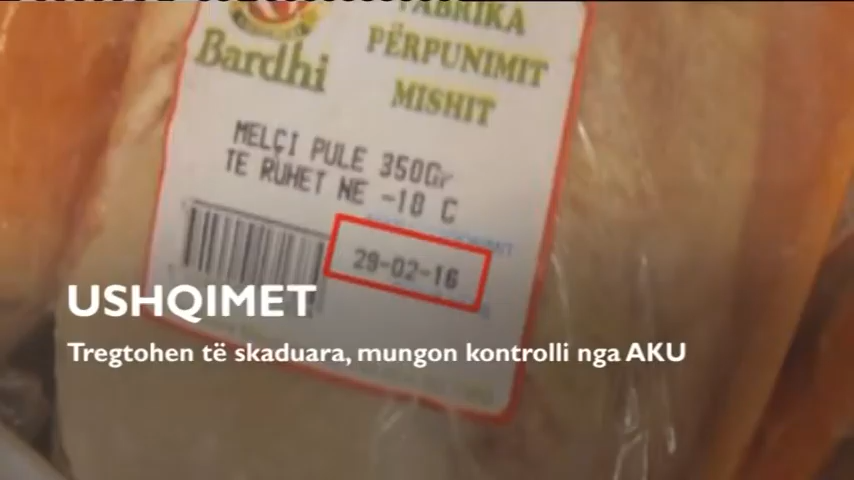 Bardhi
FABRIKA
PËRPUNIMIT
MISHIT
MELÇI PULE 350Gr
TE RUHET NE -18 C
29-02-16
USHQIMET
Tregtohen të skaduara, mungon kontrolli nga AKU